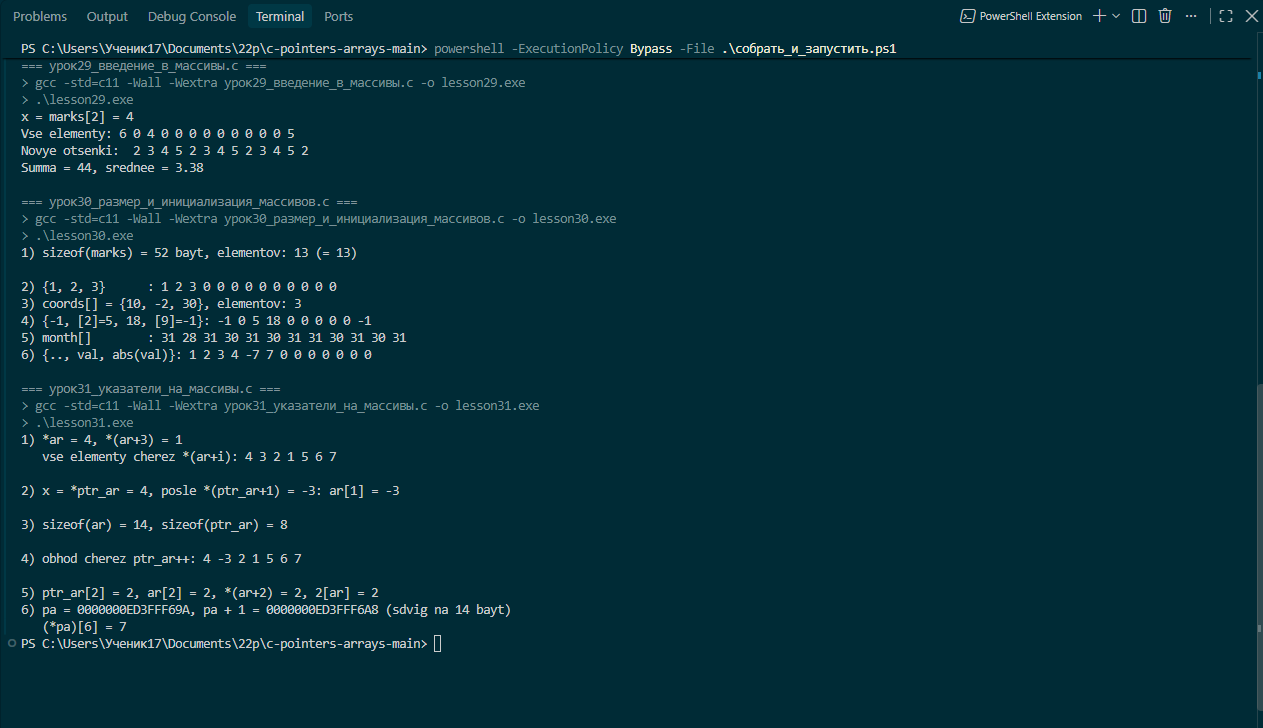 Problems Output Debug Console Terminal Ports PowerShell Extension
PS C:\Users\Ученик17\Documents\22p\c-pointers-arrays-main> powershell -ExecutionPolicy Bypass -File .\собрать_и_запустить.ps1
=== урок29_введение_в_массивы.c ===
> gcc -std=c11 -Wall -Wextra урок29_введение_в_массивы.c -o lesson29.exe
> .\lesson29.exe
x = marks[2] = 4
Vse elementy: 6 0 4 0 0 0 0 0 0 0 0 0 5
Novye otsenki:  2 3 4 5 2 3 4 5 2 3 4 5 2
Summa = 44, srednee = 3.38
=== урок30_размер_и_инициализация_массивов.c ===
> gcc -std=c11 -Wall -Wextra урок30_размер_и_инициализация_массивов.c -o lesson30.exe
> .\lesson30.exe
1) sizeof(marks) = 52 bayt, elementov: 13 (= 13)
2) {1, 2, 3}      : 1 2 3 0 0 0 0 0 0 0 0 0 0
3) coords[] = {10, -2, 30}, elementov: 3
4) {-1, [2]=5, 18, [9]=-1}: -1 0 5 18 0 0 0 0 0 -1
5) month[]        : 31 28 31 30 31 30 31 31 30 31 30 31
6) {.., val, abs(val)}: 1 2 3 4 -7 7 0 0 0 0 0 0 0
=== урок31_указатели_на_массивы.c ===
> gcc -std=c11 -Wall -Wextra урок31_указатели_на_массивы.c -o lesson31.exe
> .\lesson31.exe
1) *ar = 4, *(ar+3) = 1
vse elementy cherez *(ar+i): 4 3 2 1 5 6 7
2) x = *ptr_ar = 4, posle *(ptr_ar+1) = -3: ar[1] = -3
3) sizeof(ar) = 14, sizeof(ptr_ar) = 8
4) obhod cherez ptr_ar++: 4 -3 2 1 5 6 7
5) ptr_ar[2] = 2, ar[2] = 2, *(ar+2) = 2, 2[ar] = 2
6) pa = 0000000ED3FFF69A, pa + 1 = 0000000ED3FFF6A8 (sdvig na 14 bayt)
(*pa)[6] = 7
PS C:\Users\Ученик17\Documents\22p\c-pointers-arrays-main>